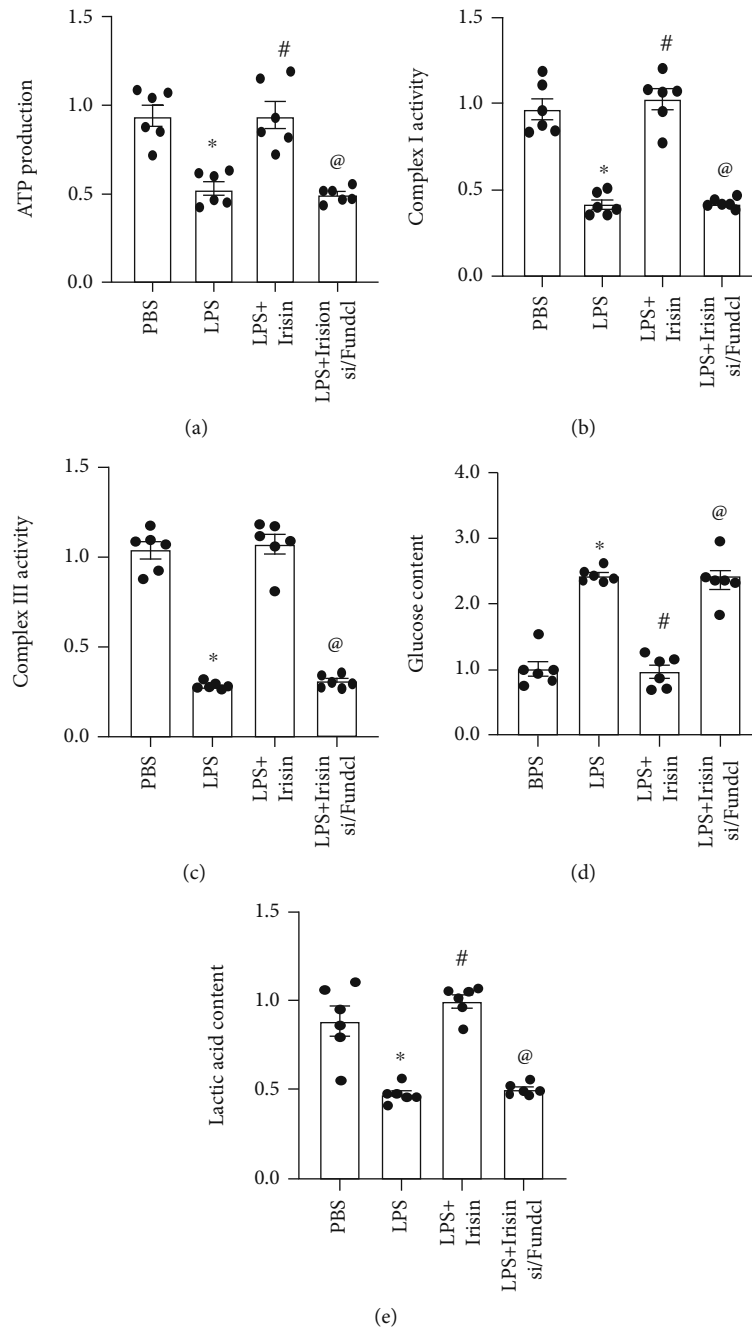 1.5
1.0
0.5
0.0
ATP production
*
#
@
PBS
LPS
LPS+
Irisin
LPS+Irision
si/Fundcl
(a)
1.5
1.0
0.5
0.0
Complex I activity
*
#
@
PBS
LPS
LPS+
Irisin
LPS+Irisin
si/Fundcl
(b)
1.5
1.0
0.5
0.0
Complex III activity
*
@
PBS
LPS
LPS+
Irisin
LPS+Irisin
si/Fundcl
(c)
4.0
3.0
2.0
1.0
0.0
Glucose content
*
#
@
BPS
LPS
LPS+
Irisin
LPS+Irisin
si/Fundcl
(d)
1.5
1.0
0.5
0.0
Lactic acid content
*
#
@
PBS
LPS
LPS+
Irisin
LPS+Irisin
si/Fundcl
(e)